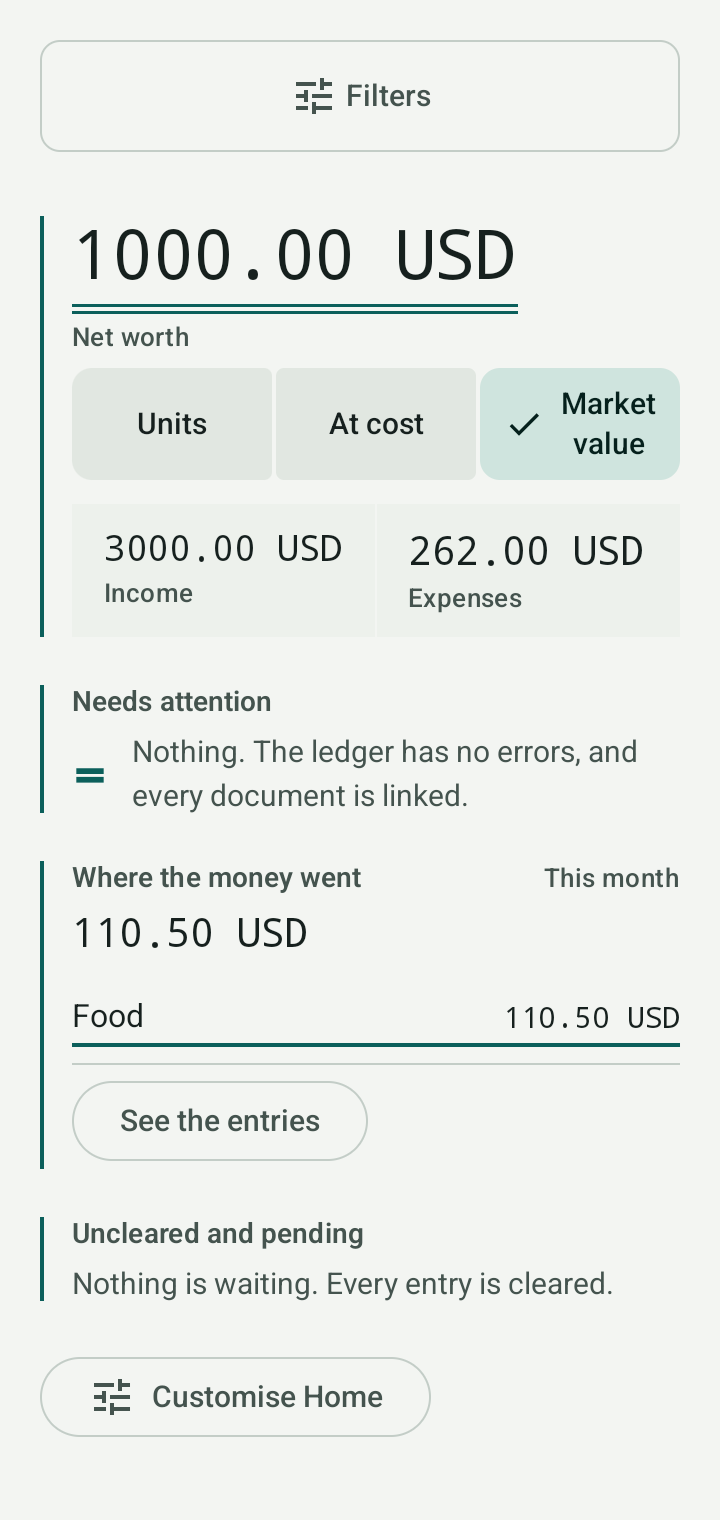 Filters
1000.00 USD
Net worth
Units
At cost
Market
value
3000.00 USD
Income
262.00 USD
Expenses
Needs attention
Nothing. The ledger has no errors, and
every document is linked.
Where the money went
This month
110.50 USD
Food
110.50 USD
See the entries
Uncleared and pending
Nothing is waiting. Every entry is cleared.
Customise Home